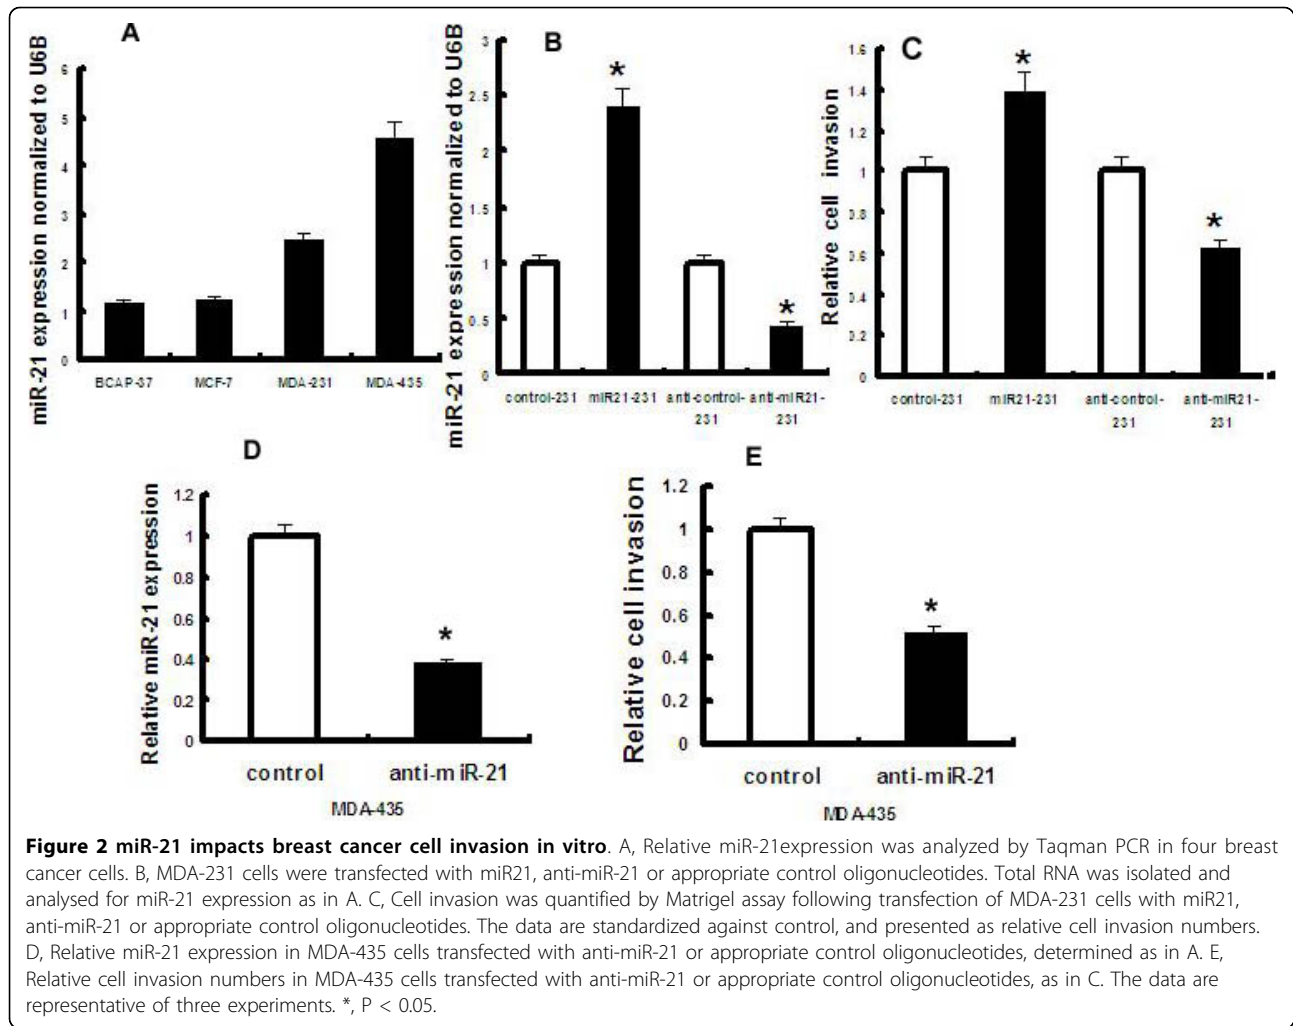 A
miR-21 expression normalized to U6B
6
5
4
3
2
1
0
BCAP-37 MCF-7 MDA-231 MDA-435
B
miR-21 expression normalized to U6B
3
2.5
2
1.5
1
0.5
0
*
*
control-231 miR21-231 anti-control-231 anti-miR21-231
C
Relative cell invasion
1.6
1.4
1.2
1
0.8
0.6
0.4
0.2
0
*
*
control-231 miR21-231 anti-control-231 anti-miR21-231
D
Relative miR-21 expression
1.2
1
0.8
0.6
0.4
0.2
0
*
control anti-miR-21
MDA-435
E
Relative cell invasion
1.2
1
0.8
0.6
0.4
0.2
0
*
control anti-miR-21
MDA-435
Figure 2 miR-21 impacts breast cancer cell invasion in vitro. A, Relative miR-21expression was analyzed by Taqman PCR in four breast
cancer cells. B, MDA-231 cells were transfected with miR21, anti-miR-21 or appropriate control oligonucleotides. Total RNA was isolated and
analysed for miR-21 expression as in A. C, Cell invasion was quantified by Matrigel assay following transfection of MDA-231 cells with miR21,
anti-miR-21 or appropriate control oligonucleotides. The data are standardized against control, and presented as relative cell invasion numbers.
D, Relative miR-21 expression in MDA-435 cells transfected with anti-miR-21 or appropriate control oligonucleotides, determined as in A. E,
Relative cell invasion numbers in MDA-435 cells transfected with anti-miR-21 or appropriate control oligonucleotides, as in C. The data are
representative of three experiments. *, P < 0.05.